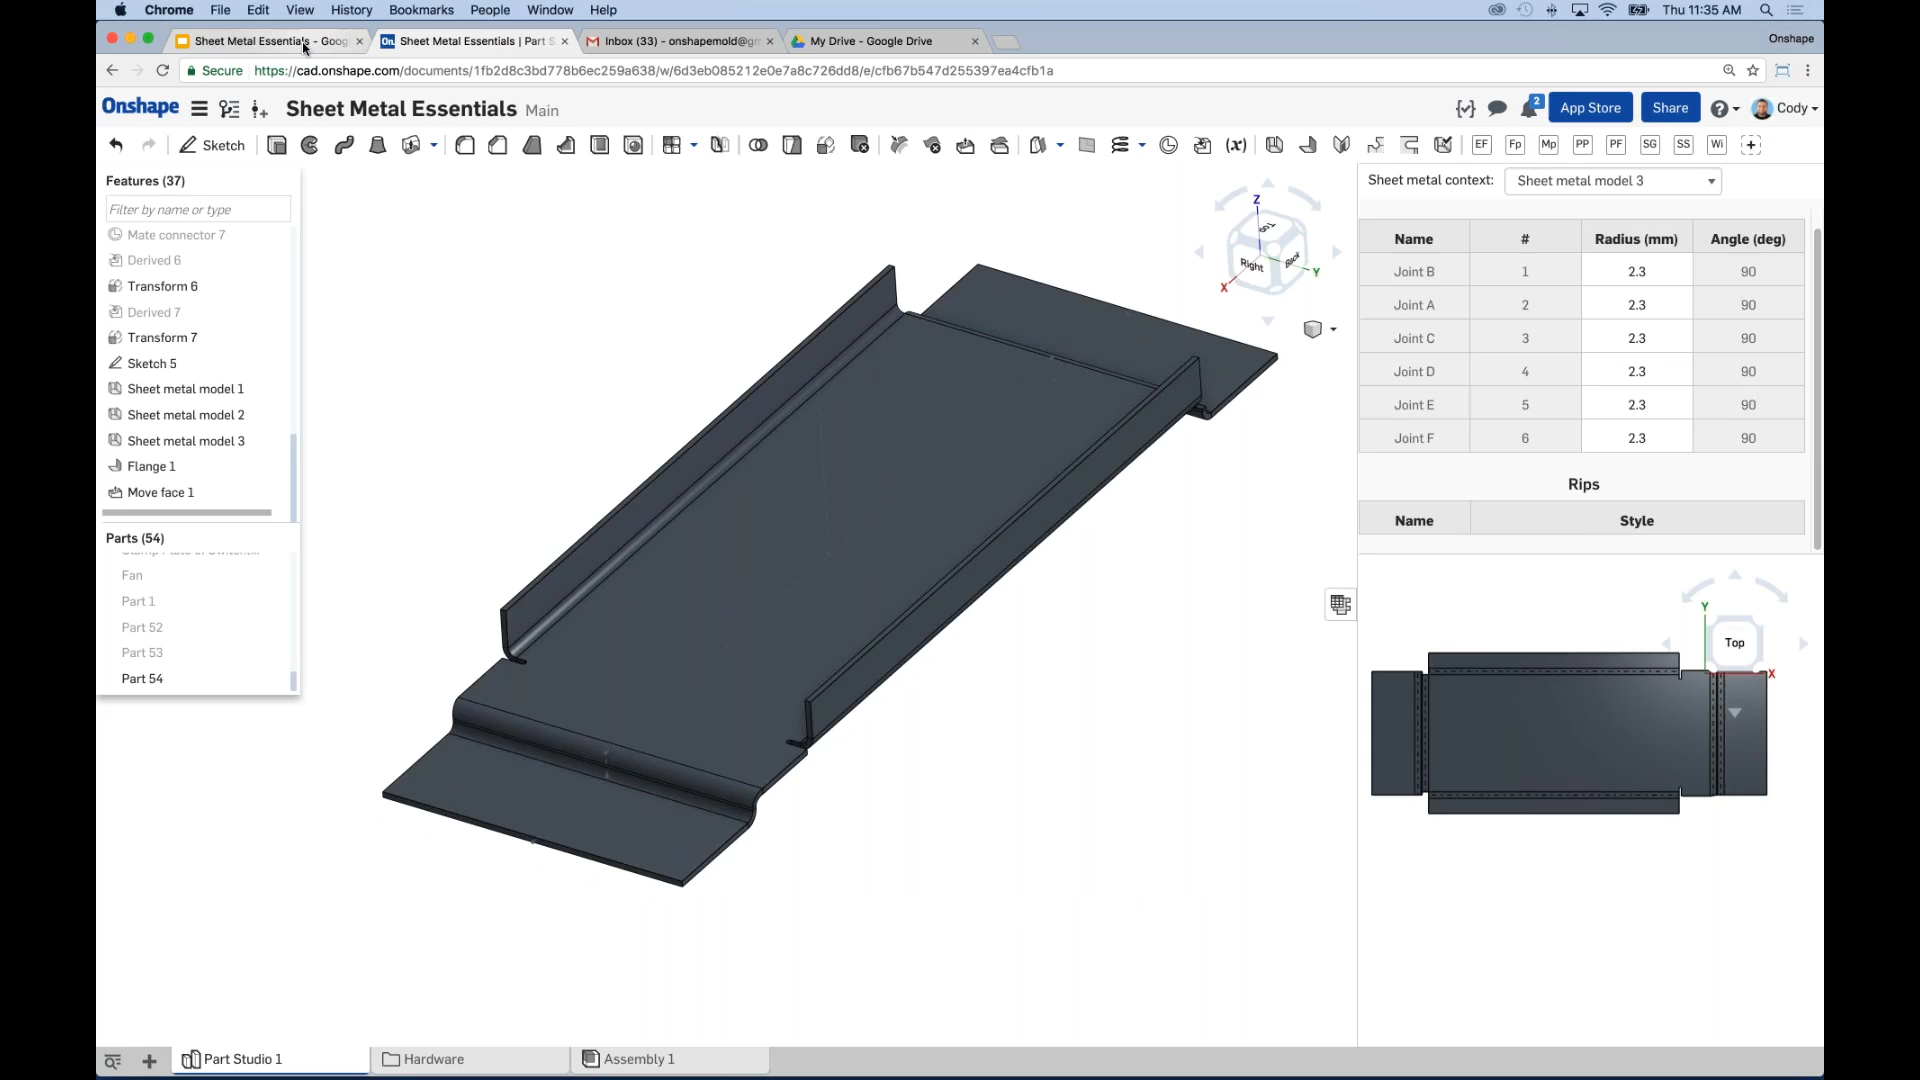 Chrome File Edit View History Bookmarks People Window Help Thu 11:35 AM
Sheet Metal Essentials - Goog Sheet Metal Essentials | Part S Inbox (33) - onshapemold@gm My Drive - Google Drive Onshape
Secure https://cad.onshape.com/documents/1fb2d8c3bd778b6ec259a638/w/6d3eb085212e0e7a8c726dd8/e/cfb67b547d255397ea4cfb1a
Onshape Sheet Metal Essentials Main 2 App Store Share Cody
Sketch (x) EF Fp Mp PP PF SG SS Wi
Features (37)
Filter by name or type
Mate connector 7
Derived 6
Transform 6
Derived 7
Transform 7
Sketch 5
Sheet metal model 1
Sheet metal model 2
Sheet metal model 3
Flange 1
Move face 1
Parts (54)
Fan
Part 1
Part 52
Part 53
Part 54
Z
Top
Right
Back
Y
X
Sheet metal context: Sheet metal model 3
Name # Radius (mm) Angle (deg)
Joint B 1 2.3 90
Joint A 2 2.3 90
Joint C 3 2.3 90
Joint D 4 2.3 90
Joint E 5 2.3 90
Joint F 6 2.3 90
Rips
Name Style
Y
Top
X
Part Studio 1 Hardware Assembly 1